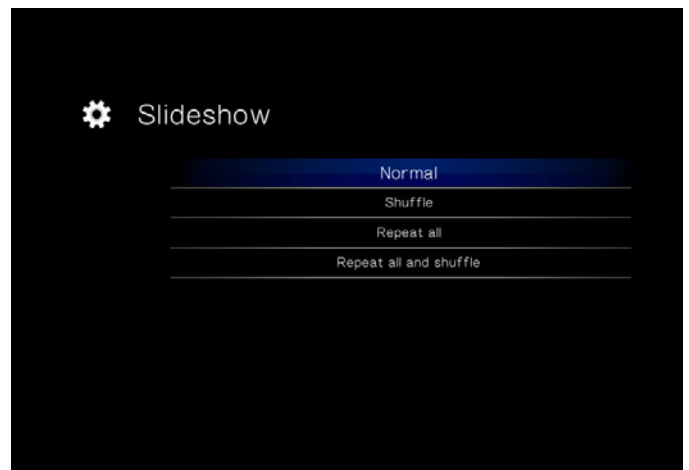 Slideshow
Normal
Shuffle
Repeat all
Repeat all and shuffle